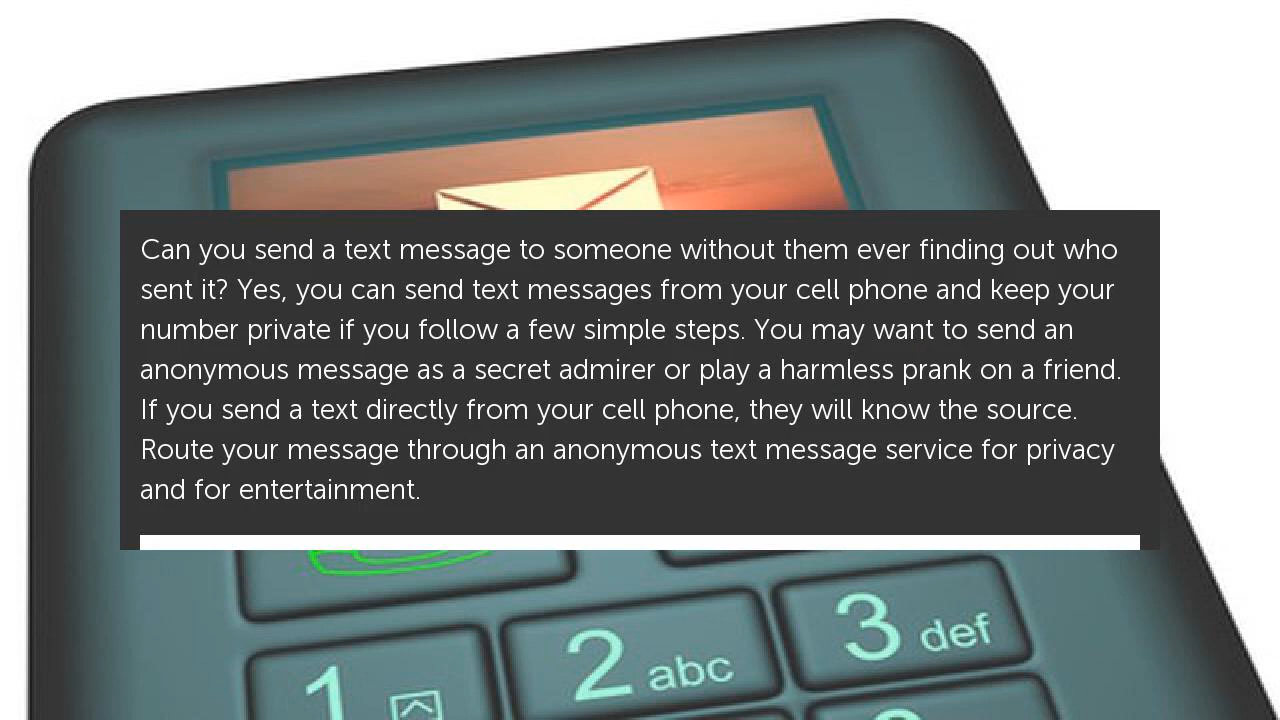 Can you send a text message to someone without them ever finding out who
sent it? Yes, you can send text messages from your cell phone and keep your
number private if you follow a few simple steps. You may want to send an
anonymous message as a secret admirer or play a harmless prank on a friend.
If you send a text directly from your cell phone, they will know the source.
Route your message through an anonymous text message service for privacy
and for entertainment.
1 2 abc 3 def